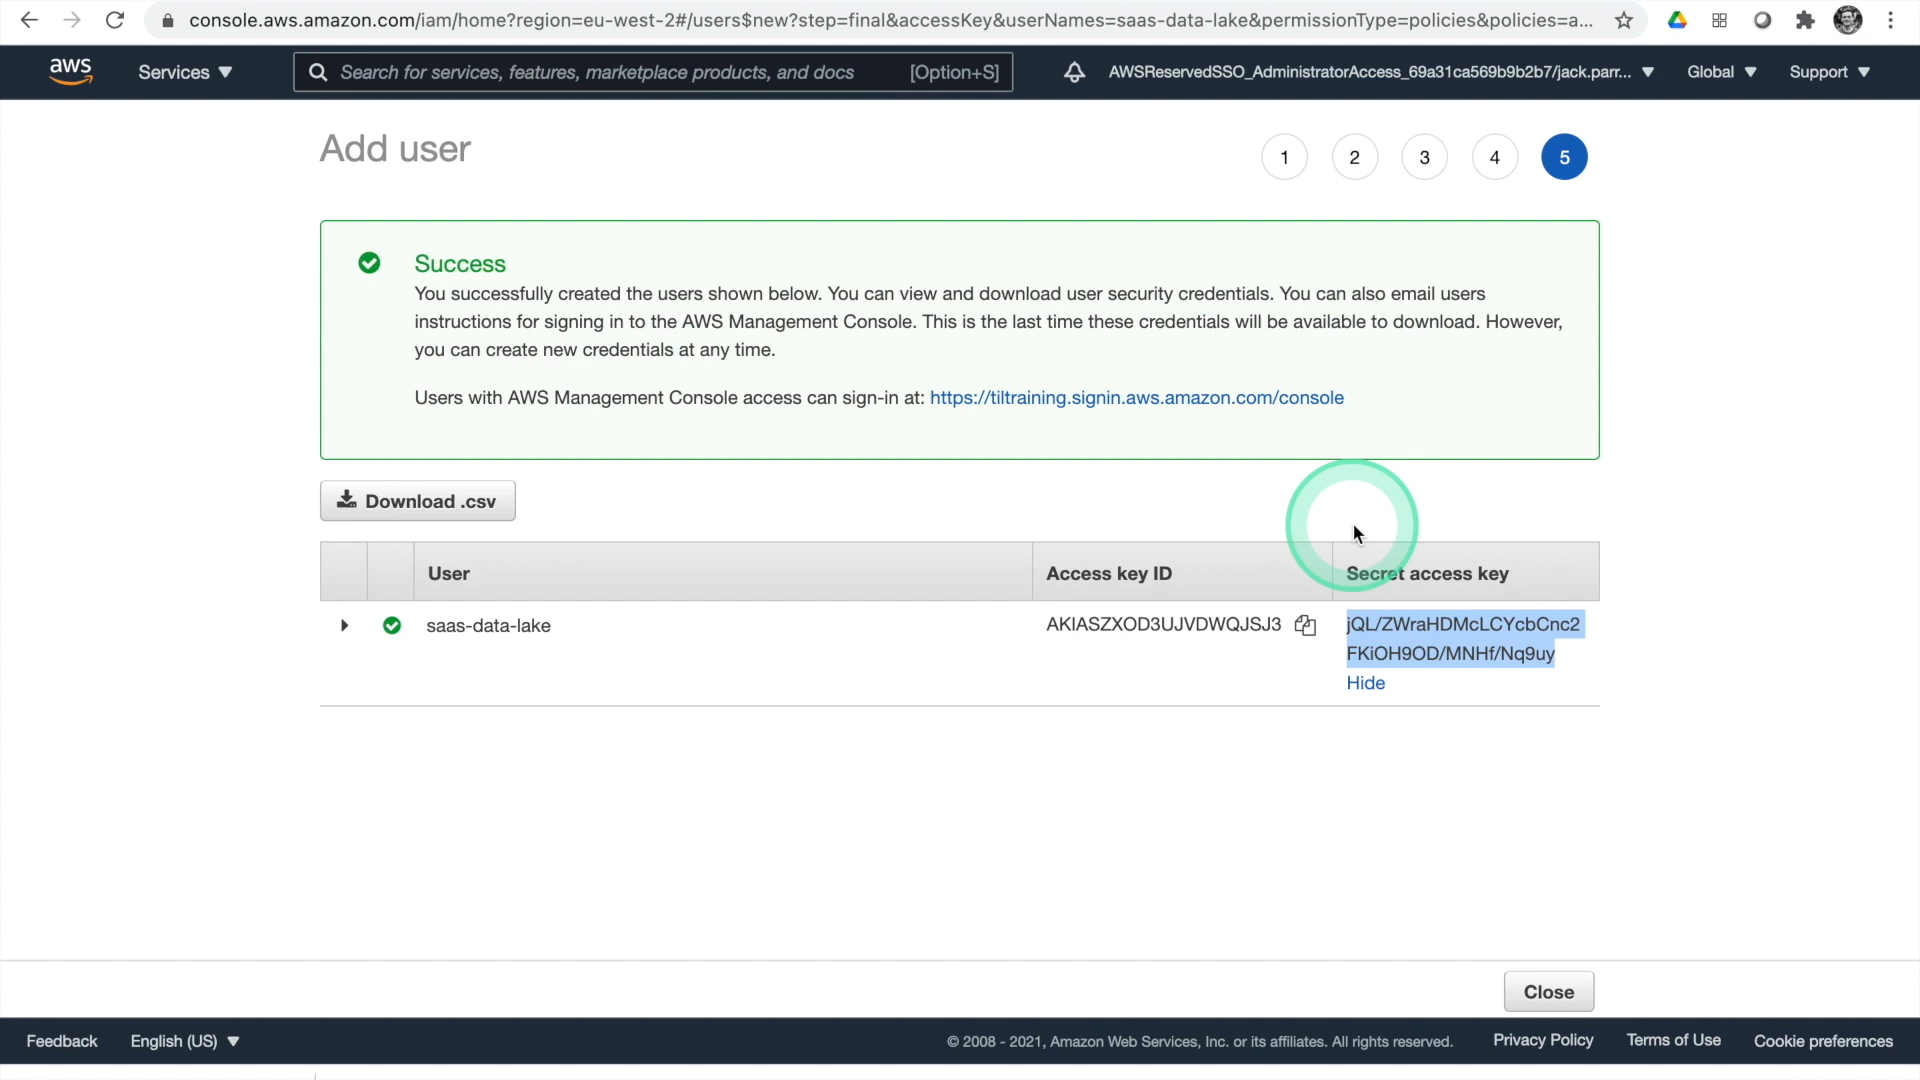 console.aws.amazon.com/iam/home?region=eu-west-2#/users$new?step=final&accessKey&userNames=saas-data-lake&permissionType=policies&policies=a...
aws
Services
Search for services, features, marketplace products, and docs
[Option+S]
AWSReservedSSO_AdministratorAccess_69a31ca569b9b2b7/jack.parr...
Global
Support
Add user
1
2
3
4
5
Success
You successfully created the users shown below. You can view and download user security credentials. You can also email users
instructions for signing in to the AWS Management Console. This is the last time these credentials will be available to download. However,
you can create new credentials at any time.
Users with AWS Management Console access can sign-in at: https://tiltraining.signin.aws.amazon.com/console
Download .csv
User
Access key ID
Secret access key
saas-data-lake
AKIASZXOD3UJVDWQJSJ3
jQL/ZWraHDMcLCYcbCnc2
FKiOH9OD/MNHf/Nq9uy
Hide
Close
Feedback
English (US)
© 2008 - 2021, Amazon Web Services, Inc. or its affiliates. All rights reserved.
Privacy Policy
Terms of Use
Cookie preferences